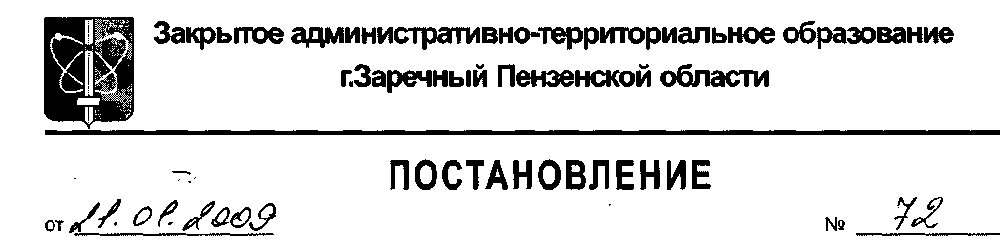 Закрытое административно-территориальное образование
г.Заречный Пензенской области
ПОСТАНОВЛЕНИЕ
от 21.01.2009 № 72